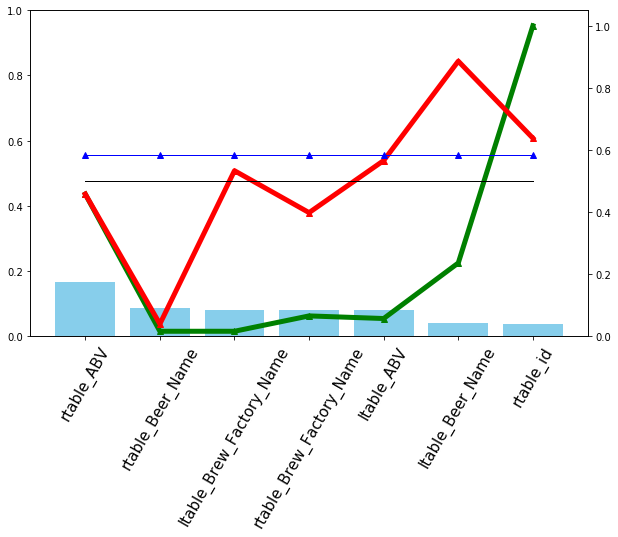 1.0
0.8
0.6
0.4
0.2
0.0
1.0
0.8
0.6
0.4
0.2
0.0
rtable_ABV
rtable_Beer_Name
ltable_Brew_Factory_Name
rtable_Brew_Factory_Name
ltable_ABV
ltable_Beer_Name
rtable_id